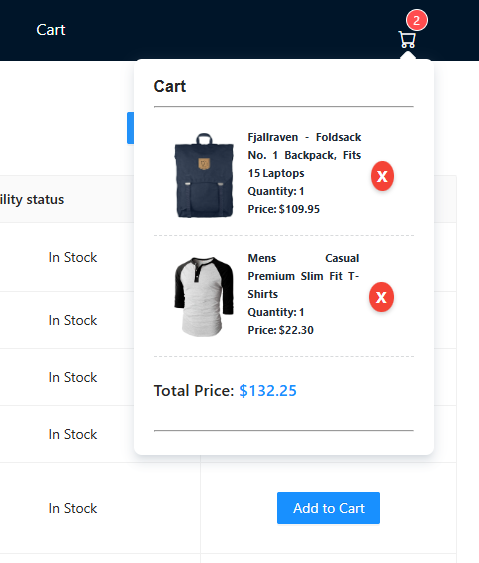 Cart
2
Cart
Fjallraven - Foldsack
No. 1 Backpack, Fits
15 Laptops
Quantity: 1
Price: $109.95
X
Mens Casual
Premium Slim Fit T-
Shirts
Quantity: 1
Price: $22.30
X
Total Price: $132.25
ility status
In Stock
In Stock
In Stock
In Stock
In Stock
Add to Cart